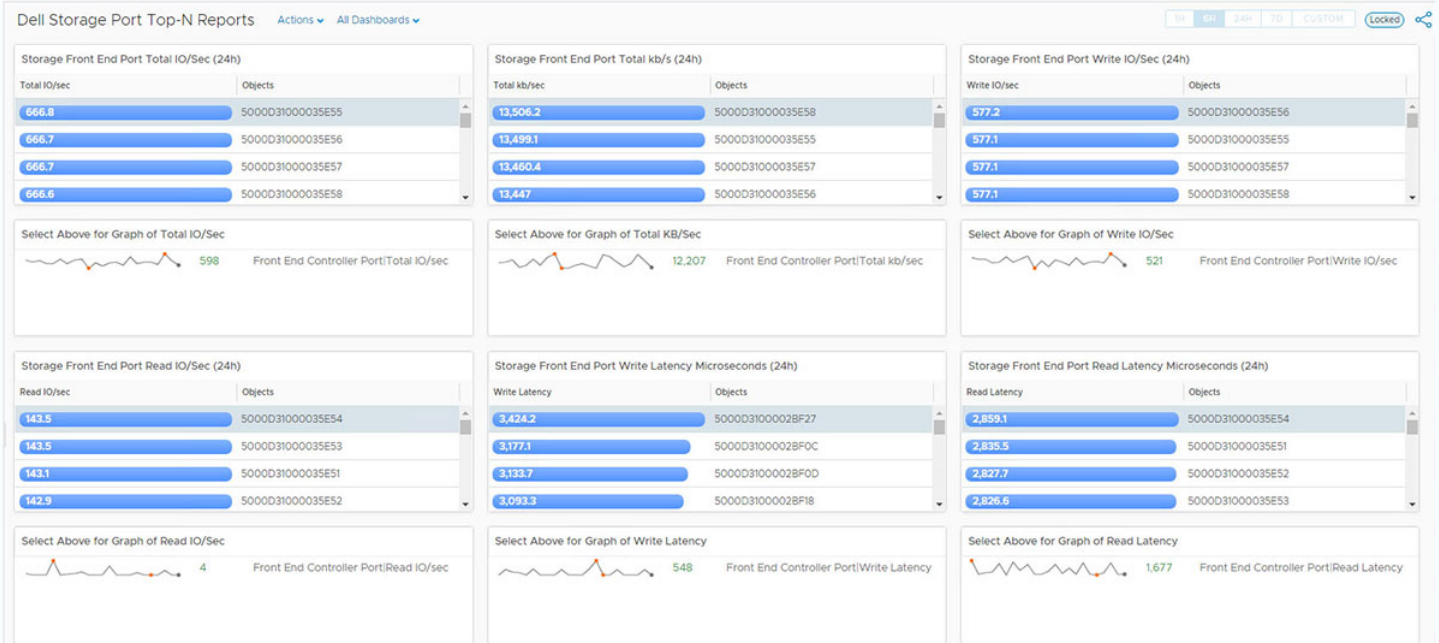 Dell Storage Port Top-N Reports Actions All Dashboards 1H 6H 24H 7D CUSTOM Locked
Storage Front End Port Total IO/Sec (24h)
Total IO/sec Objects
666.8 5000D31000035E55
666.7 5000D31000035E56
666.7 5000D31000035E57
666.6 5000D31000035E58
Storage Front End Port Total kb/s (24h)
Total kb/sec Objects
13,506.2 5000D31000035E58
13,499.1 5000D31000035E55
13,460.4 5000D31000035E57
13,447 5000D31000035E56
Storage Front End Port Write IO/Sec (24h)
Write IO/sec Objects
577.2 5000D31000035E56
577.1 5000D31000035E55
577.1 5000D31000035E57
577.1 5000D31000035E58
Select Above for Graph of Total IO/Sec
598 Front End Controller Port|Total IO/sec
Select Above for Graph of Total KB/Sec
12,207 Front End Controller Port|Total kb/sec
Select Above for Graph of Write IO/Sec
521 Front End Controller Port|Write IO/sec
Storage Front End Port Read IO/Sec (24h)
Read IO/sec Objects
143.5 5000D31000035E54
143.5 5000D31000035E53
143.1 5000D31000035E51
142.9 5000D31000035E52
Storage Front End Port Write Latency Microseconds (24h)
Write Latency Objects
3,424.2 5000D3100002BF27
3,177.1 5000D3100002BF0C
3,133.7 5000D3100002BF0D
3,093.3 5000D3100002BF18
Storage Front End Port Read Latency Microseconds (24h)
Read Latency Objects
2,859.1 5000D31000035E54
2,835.5 5000D31000035E51
2,827.7 5000D31000035E52
2,826.6 5000D31000035E53
Select Above for Graph of Read IO/Sec
4 Front End Controller Port|Read IO/sec
Select Above for Graph of Write Latency
548 Front End Controller Port|Write Latency
Select Above for Graph of Read Latency
1,677 Front End Controller Port|Read Latency